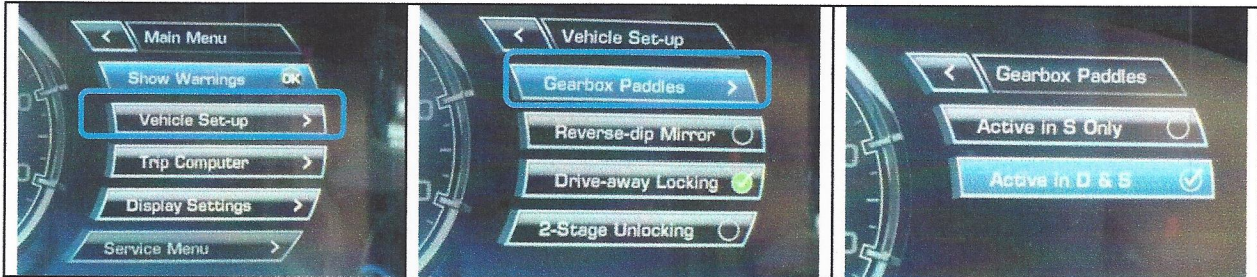 Main Menu
Show Warnings OK
Vehicle Set-up
Trip Computer
Display Settings
Service Menu
Vehicle Set-up
Gearbox Paddles
Reverse-dip Mirror
Drive-away Locking
2-Stage Unlocking
Gearbox Paddles
Active in S Only
Active in D & S